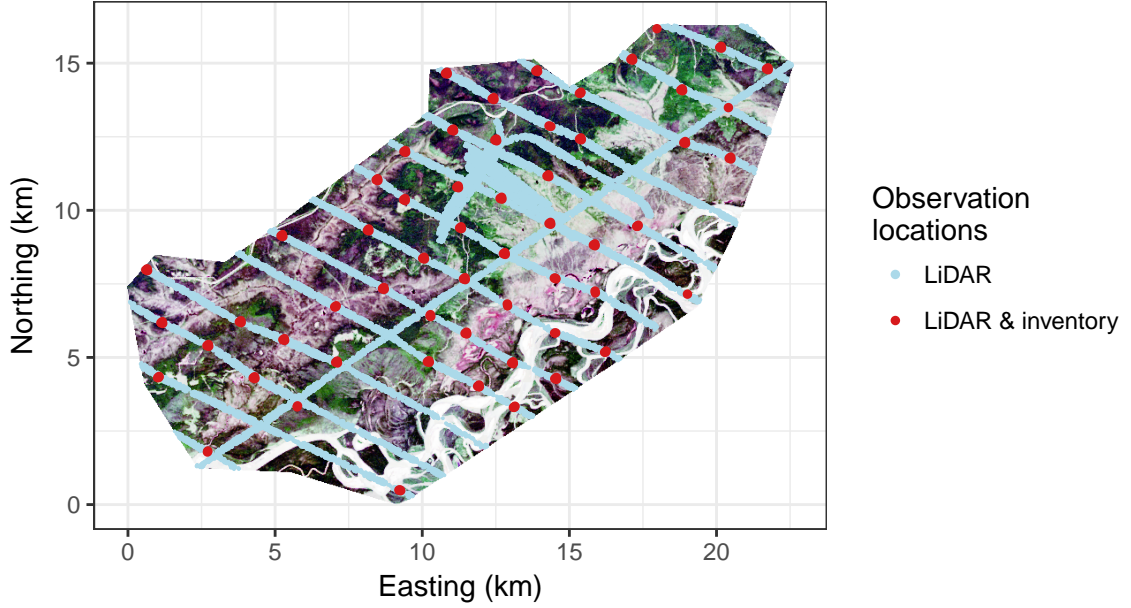 15
10
5
0
Northing (km)
0 5 10 15 20
Easting (km)
Observation
locations
LiDAR
LiDAR & inventory